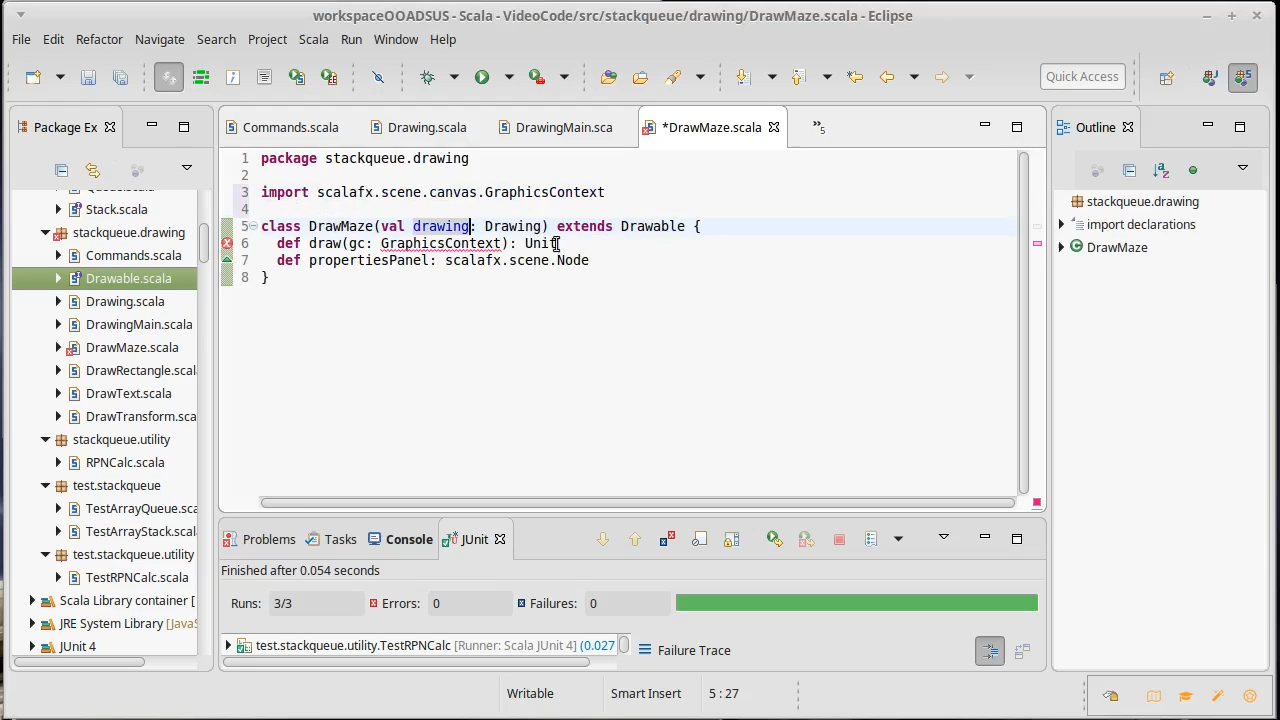 workspaceOOADSUS - Scala - VideoCode/src/stackqueue/drawing/DrawMaze.scala - Eclipse
File Edit Refactor Navigate Search Project Scala Run Window Help
Quick Access
Package Ex
Stack.scala
stackqueue.drawing
Commands.scala
Drawable.scala
Drawing.scala
DrawingMain.scala
DrawMaze.scala
DrawRectangle.scala
DrawText.scala
DrawTransform.sca
stackqueue.utility
RPNCalc.scala
test.stackqueue
TestArrayQueue.sca
TestArrayStack.scal
test.stackqueue.utility
TestRPNCalc.scala
Scala Library container [
JRE System Library [JavaS
JUnit 4
Commands.scala Drawing.scala DrawingMain.sca *DrawMaze.scala »5
1 package stackqueue.drawing
2
3 import scalafx.scene.canvas.GraphicsContext
4
5 class DrawMaze(val drawing: Drawing) extends Drawable {
6 def draw(gc: GraphicsContext): Unit
7 def propertiesPanel: scalafx.scene.Node
8 }
Problems Tasks Console JUnit
Finished after 0.054 seconds
Runs: 3/3 Errors: 0 Failures: 0
test.stackqueue.utility.TestRPNCalc [Runner: Scala JUnit 4] (0.027
Failure Trace
Outline
stackqueue.drawing
import declarations
DrawMaze
Writable Smart Insert 5 : 27